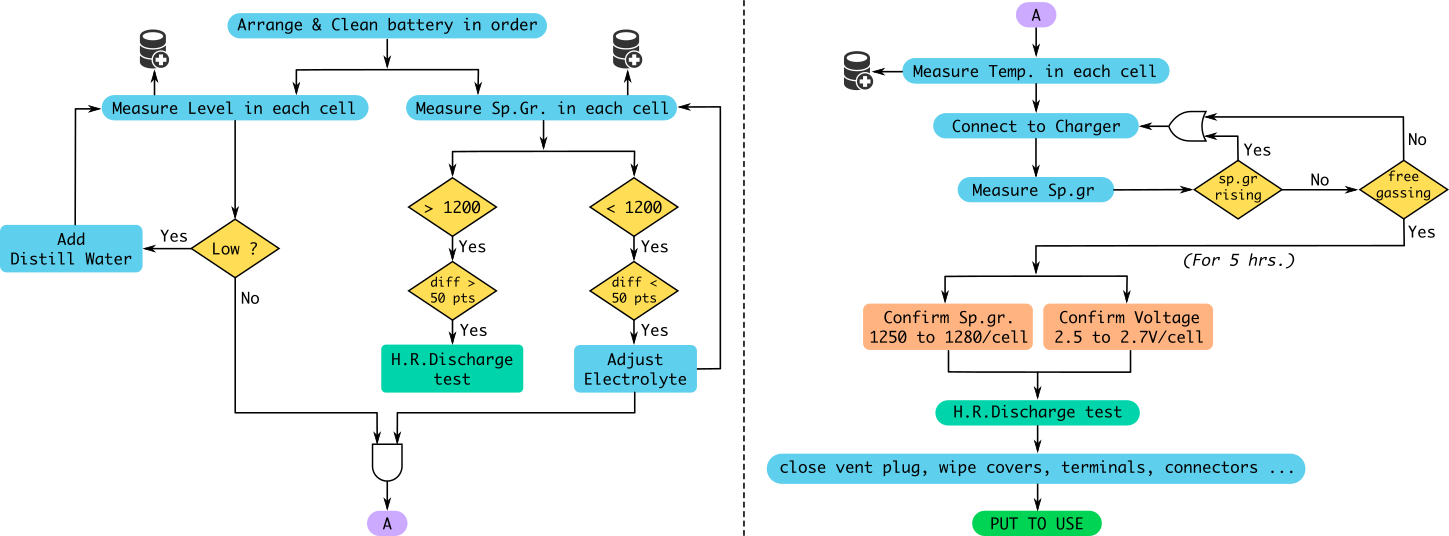 Arrange & Clean battery in order
Measure Level in each cell
Measure Sp.Gr. in each cell
> 1200
< 1200
Add
Distill Water
Yes
Low ?
No
Yes
Yes
diff >
50 pts
diff <
50 pts
Yes
Yes
H.R.Discharge
test
Adjust
Electrolyte
A
A
Measure Temp. in each cell
Connect to Charger
Measure Sp.gr
Yes
sp.gr
rising
No
No
free
gassing
Yes
(For 5 hrs.)
Confirm Sp.gr.
1250 to 1280/cell
Confirm Voltage
2.5 to 2.7V/cell
H.R.Discharge test
close vent plug, wipe covers, terminals, connectors ...
PUT TO USE